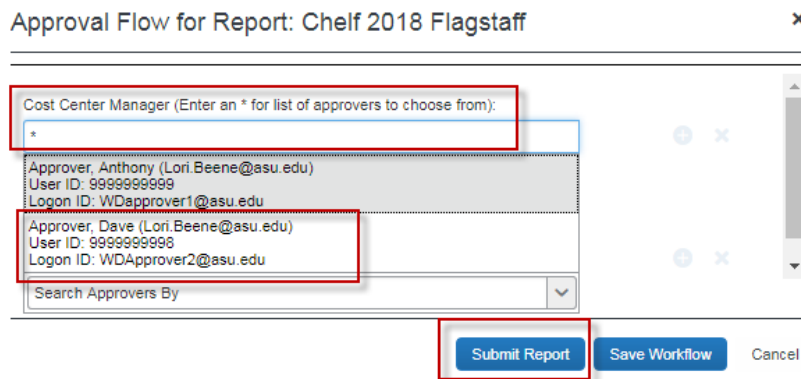 Approval Flow for Report: Chelf 2018 Flagstaff
Cost Center Manager (Enter an * for list of approvers to choose from):
*
Approver, Anthony (Lori.Beene@asu.edu)
User ID: 9999999999
Logon ID: WDapprover1@asu.edu
Approver, Dave (Lori.Beene@asu.edu)
User ID: 9999999998
Logon ID: WDApprover2@asu.edu
Search Approvers By
Submit Report Save Workflow Cancel